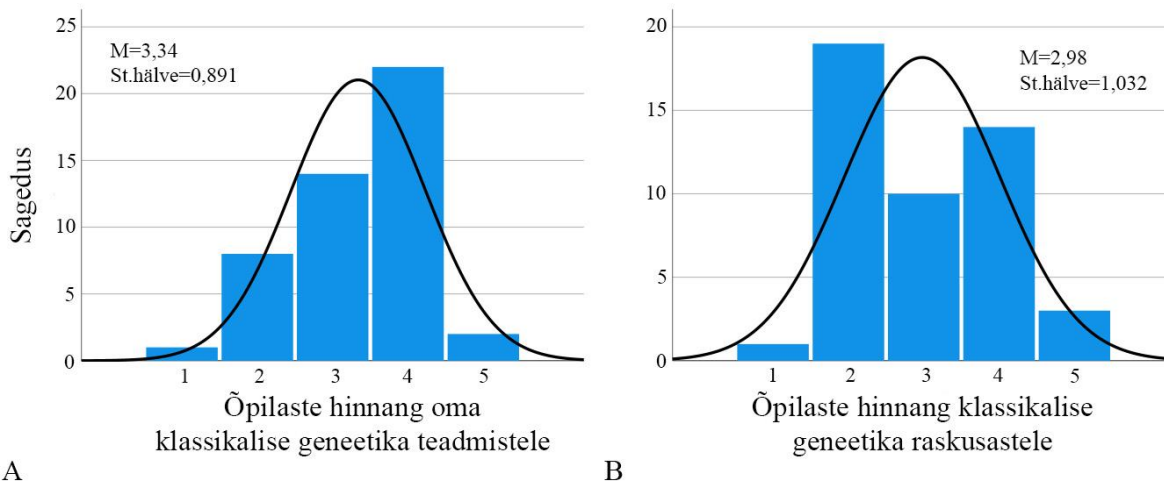 25
20
15
10
5
0
Sagedus
M=3,34
St.hälve=0,891
1 2 3 4 5
Õpilaste hinnang oma
klassikalise geneetika teadmistele
A
20
15
10
5
0
M=2,98
St.hälve=1,032
1 2 3 4 5
Õpilaste hinnang klassikalise
geneetika raskusastele
B